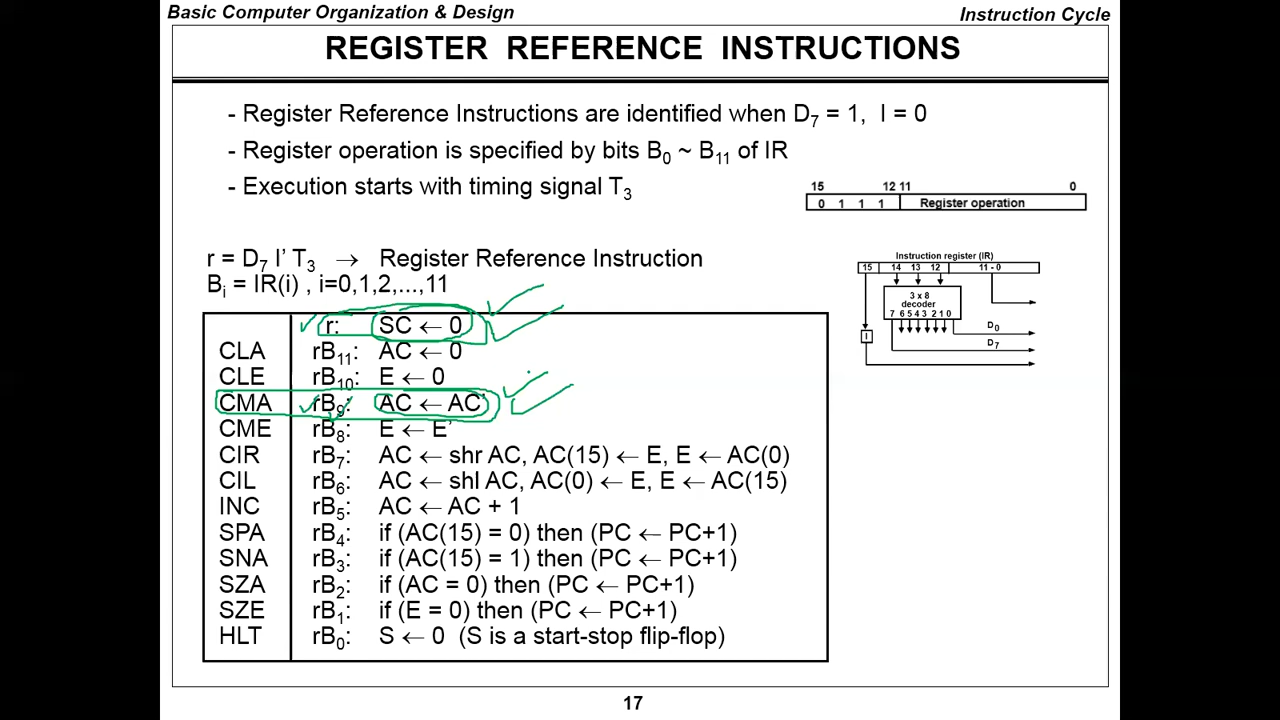 Basic Computer Organization & Design
Instruction Cycle
REGISTER REFERENCE INSTRUCTIONS
- Register Reference Instructions are identified when D7 = 1, I = 0
- Register operation is specified by bits B0 ~ B11 of IR
- Execution starts with timing signal T3
15 12 11 0
0 1 1 1 Register operation
r = D7 I' T3 → Register Reference Instruction
Bi = IR(i) , i=0,1,2,...,11
Instruction register (IR)
15 14 13 12 11 - 0
3 x 8
decoder
7 6 5 4 3 2 1 0
D0
I
D7
r: SC ← 0
CLA rB11: AC ← 0
CLE rB10: E ← 0
CMA rB9: AC ← AC'
CME rB8: E ← E'
CIR rB7: AC ← shr AC, AC(15) ← E, E ← AC(0)
CIL rB6: AC ← shl AC, AC(0) ← E, E ← AC(15)
INC rB5: AC ← AC + 1
SPA rB4: if (AC(15) = 0) then (PC ← PC+1)
SNA rB3: if (AC(15) = 1) then (PC ← PC+1)
SZA rB2: if (AC = 0) then (PC ← PC+1)
SZE rB1: if (E = 0) then (PC ← PC+1)
HLT rB0: S ← 0 (S is a start-stop flip-flop)
17